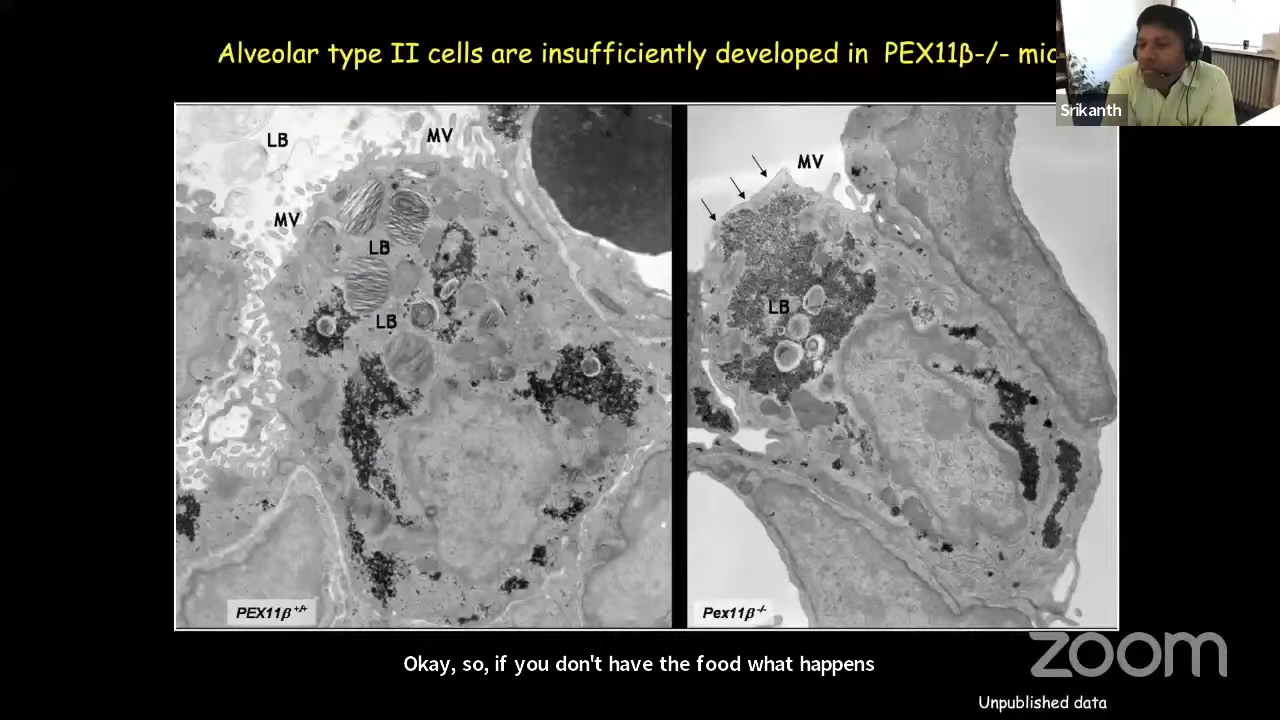 Alveolar type II cells are insufficiently developed in PEX11β-/- mic
Srikanth
LB
MV
MV
LB
LB
PEX11β+/+
MV
LB
Pex11β-/-
Okay, so, if you don't have the food what happens
zoom
Unpublished data